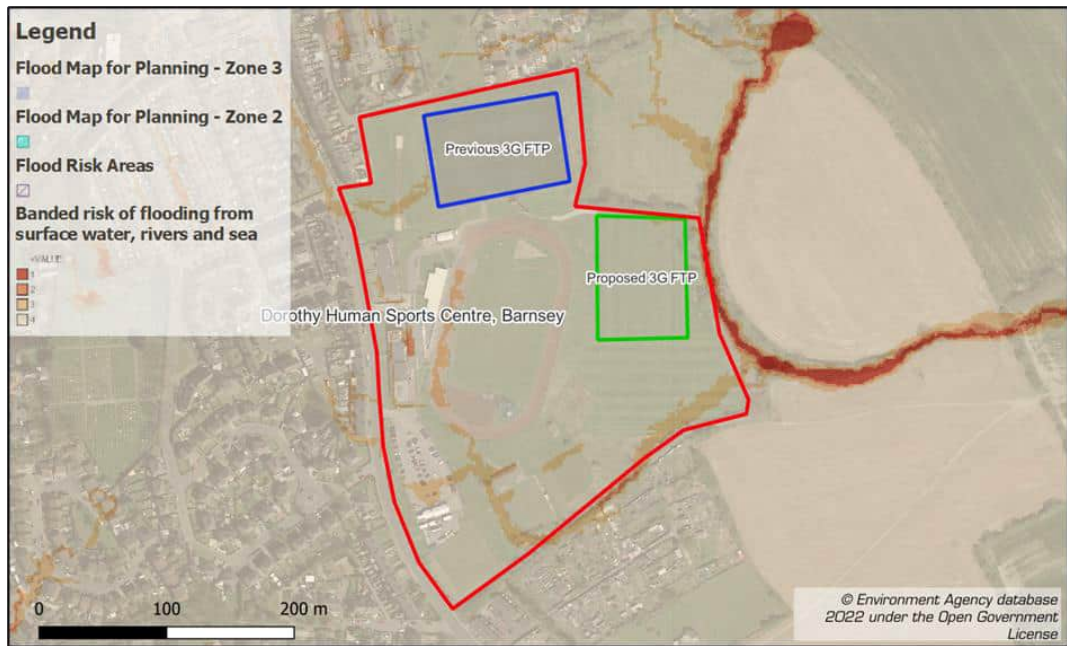 Legend
Flood Map for Planning - Zone 3
Flood Map for Planning - Zone 2
Flood Risk Areas
Banded risk of flooding from
surface water, rivers and sea
<VALUE>
1
2
3
4
Previous 3G FTP
Proposed 3G FTP
Dorothy Human Sports Centre, Barnsey
0 100 200 m
© Environment Agency database
2022 under the Open Government
License